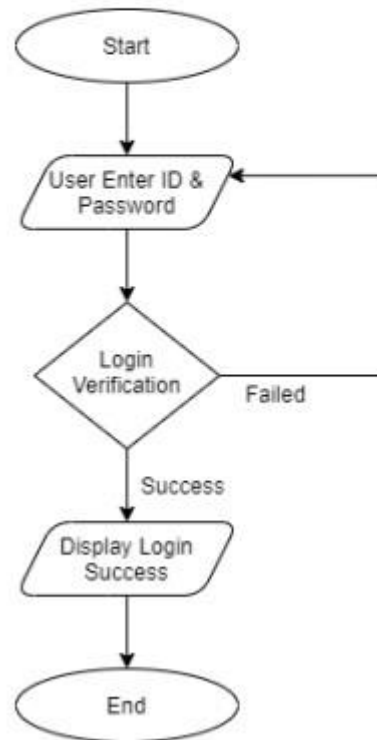 Start
User Enter ID &
Password
Login
Verification
Failed
Success
Display Login
Success
End